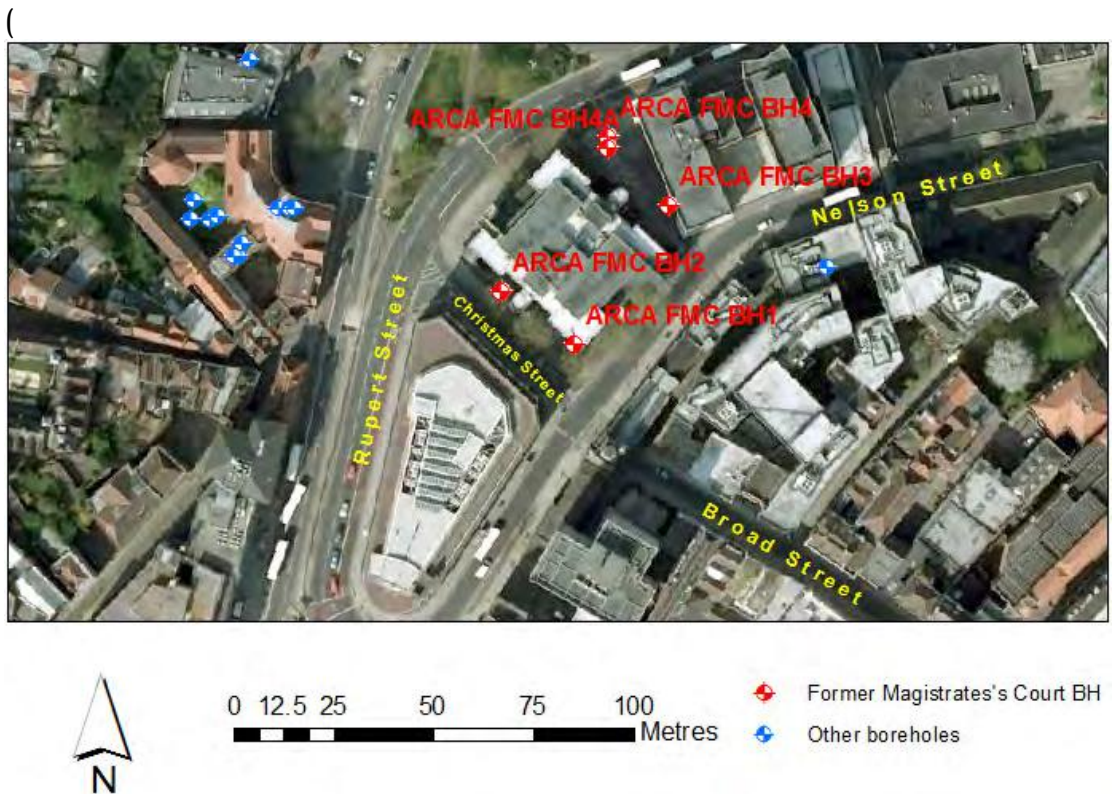 (
ARCA FMC BH4A
ARCA FMC BH4
ARCA FMC BH3
Nelson Street
ARCA FMC BH2
ARCA FMC BH1
Christmas Street
Rupert Street
Broad Street
0 12.5 25 50 75 100
Metres
Former Magistrates's Court BH
Other boreholes
N